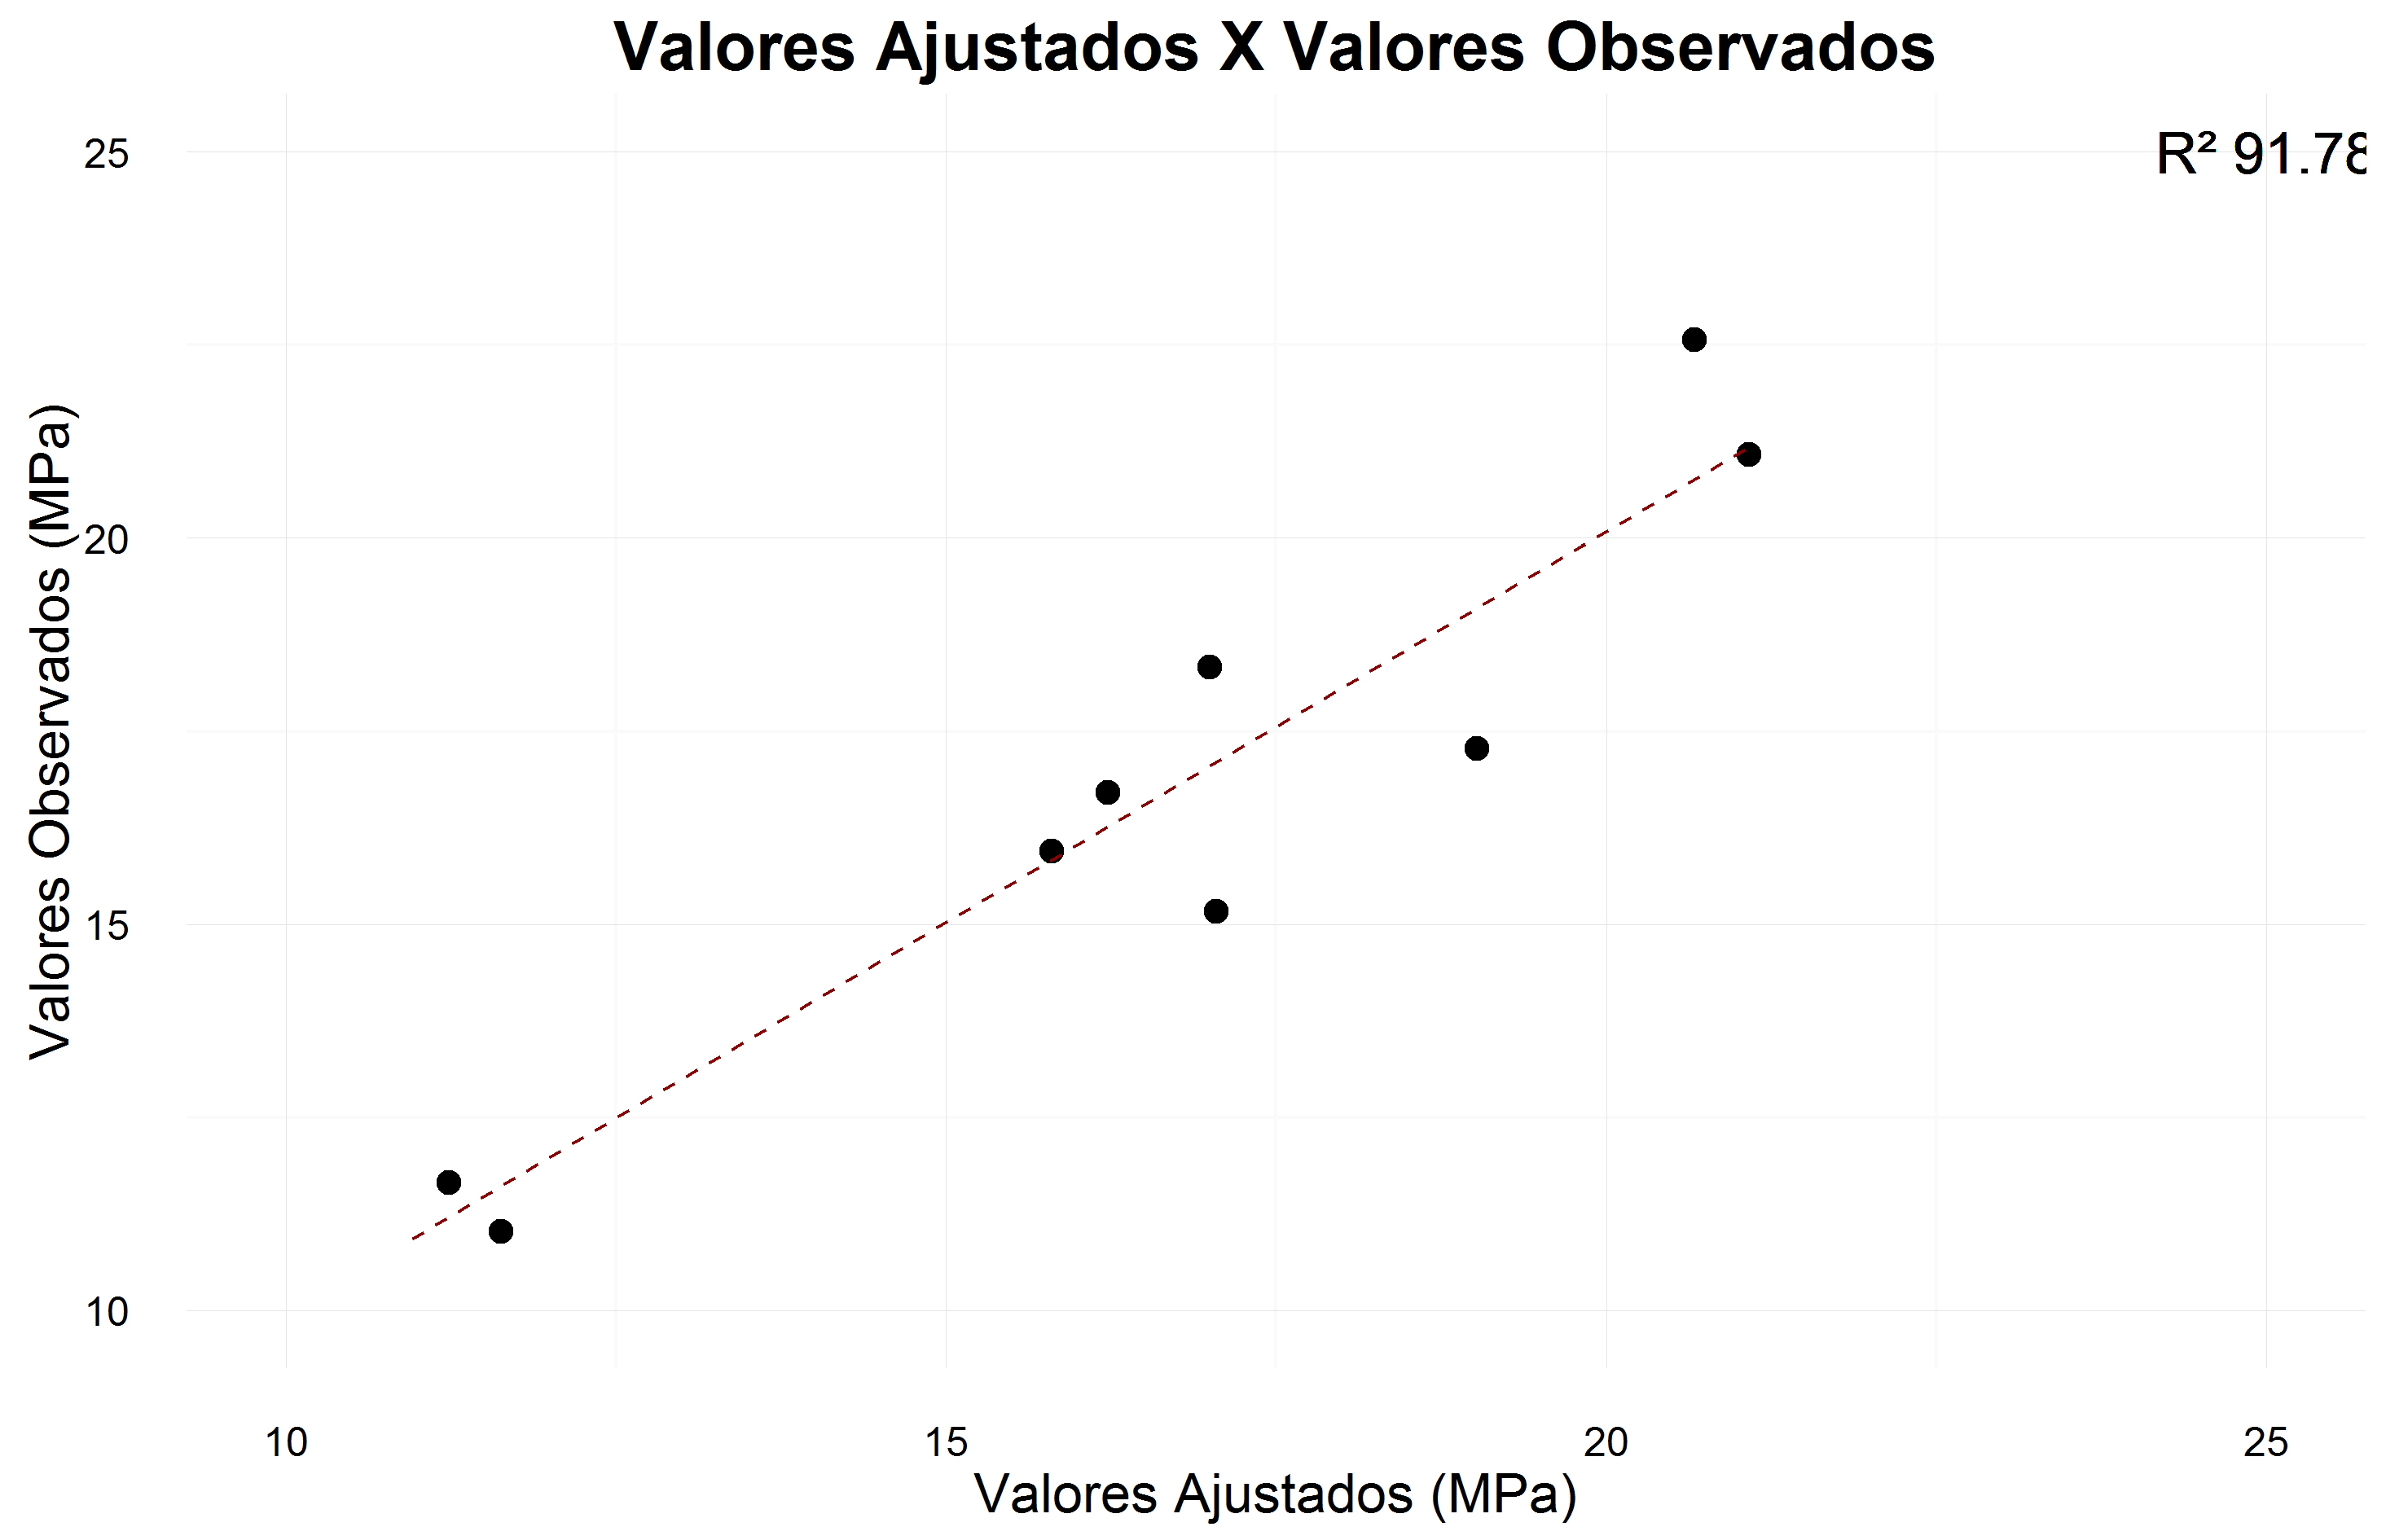 Valores Ajustados X Valores Observados
R² 91.78
Valores Observados (MPa)
25
20
15
10
10 15 20 25
Valores Ajustados (MPa)